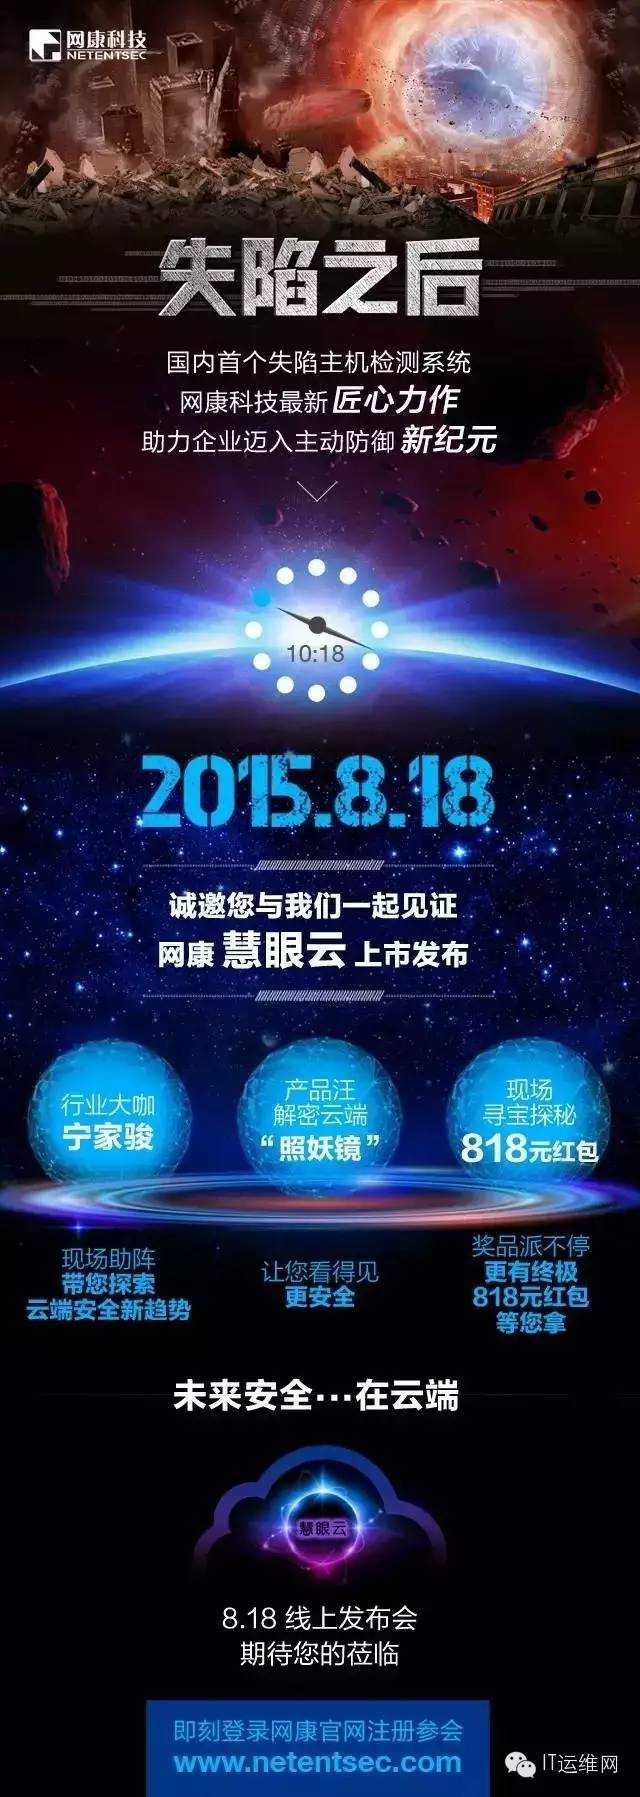 网康科技
NETENTSEC
失陷之后
国内首个失陷主机检测系统
网康科技最新 匠心力作
助力企业迈入主动防御 新纪元
10:18
2015.8.18
诚邀您与我们一起见证
网康 慧眼云 上市发布
行业大咖
宁家骏
产品汪
解密云端
“照妖镜”
现场
寻宝探秘
818元红包
现场助阵
带您探索
云端安全新趋势
让您看得见
更安全
奖品派不停
更有终极
818元红包
等您拿
未来安全···在云端
慧眼云
8.18 线上发布会
期待您的莅临
即刻登录网康官网注册参会
www.netentsec.com
IT运维网